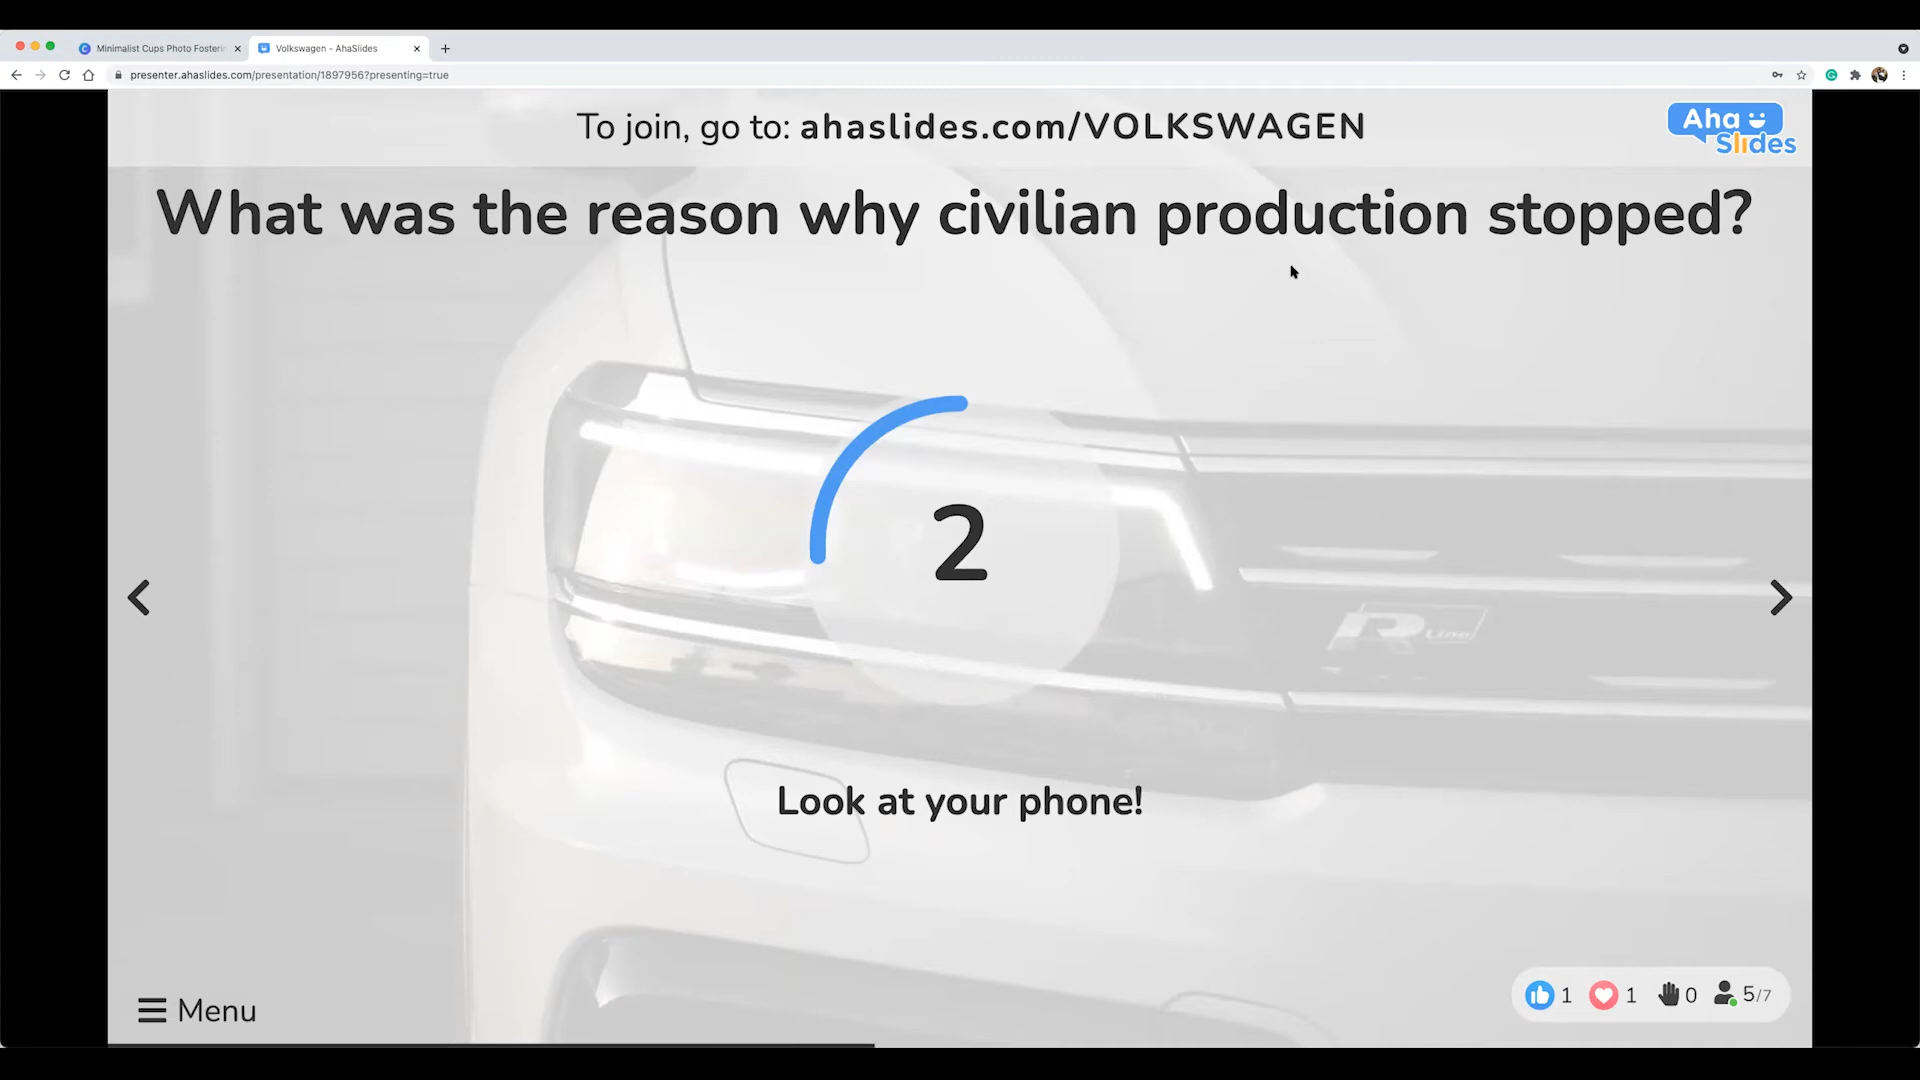 Minimalist Cups Photo Fosterin
Volkswagen - AhaSlides
presenter.ahaslides.com/presentation/1897956?presenting=true
To join, go to: ahaslides.com/VOLKSWAGEN
Aha
Slides
What was the reason why civilian production stopped?
2
R Line
Look at your phone!
Menu
1 1 0 5/7